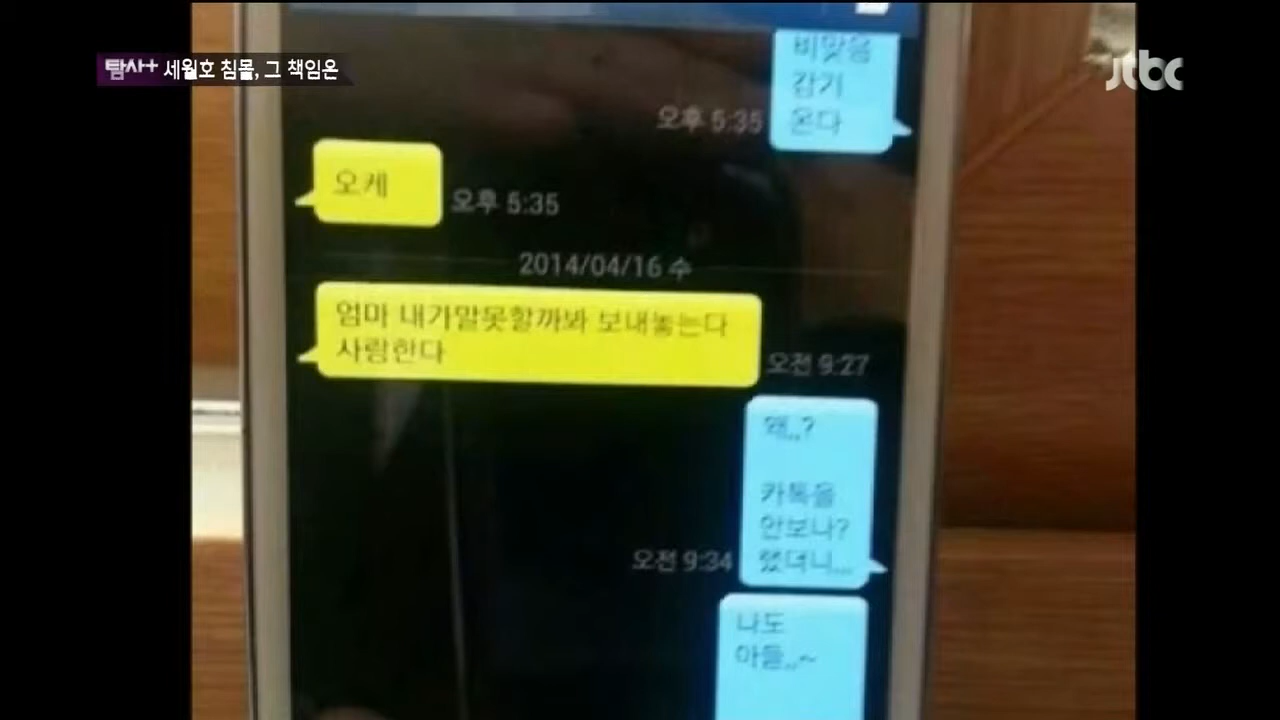 탐사+ 세월호 침몰, 그 책임은
jtbc
비맞음
감기
온다
오후 5:35
오케
오후 5:35
2014/04/16 수
엄마 내가말못할까봐 보내놓는다
사랑한다
오전 9:27
왜,,?
카톡을
안보나?
했더니,,,
오전 9:34
나도
아들,,~